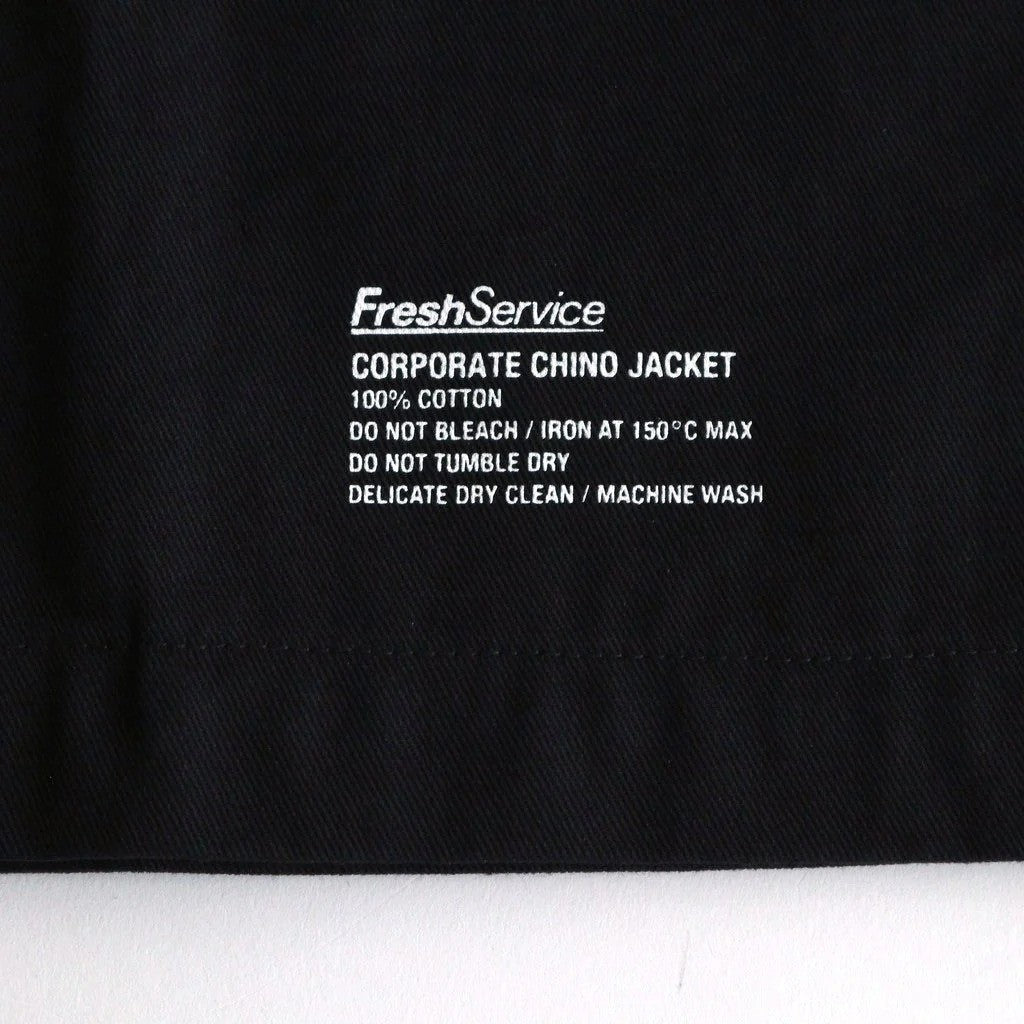 FreshService
CORPORATE CHINO JACKET
100% COTTON
DO NOT BLEACH / IRON AT 150°C MAX
DO NOT TUMBLE DRY
DELICATE DRY CLEAN / MACHINE WASH